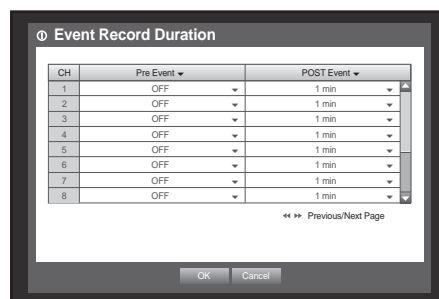 Event Record Duration
CH Pre Event POST Event
1 OFF 1 min
2 OFF 1 min
3 OFF 1 min
4 OFF 1 min
5 OFF 1 min
6 OFF 1 min
7 OFF 1 min
8 OFF 1 min
Previous/Next Page
OK Cancel